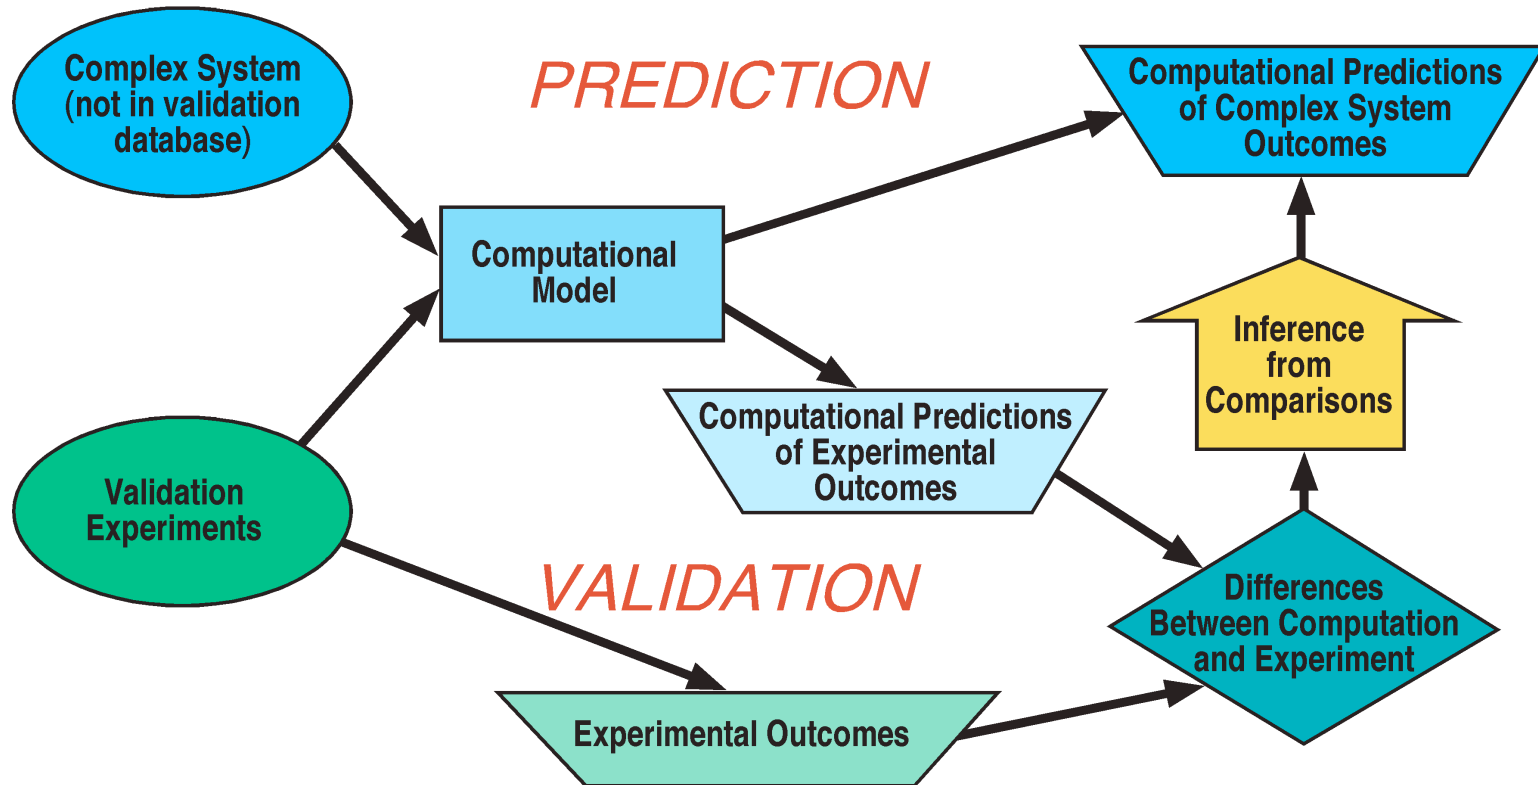 Complex System
(not in validation
database)
PREDICTION
Computational Predictions
of Complex System
Outcomes
Computational
Model
Inference
from
Comparisons
Computational Predictions
of Experimental
Outcomes
Validation
Experiments
VALIDATION
Differences
Between Computation
and Experiment
Experimental Outcomes